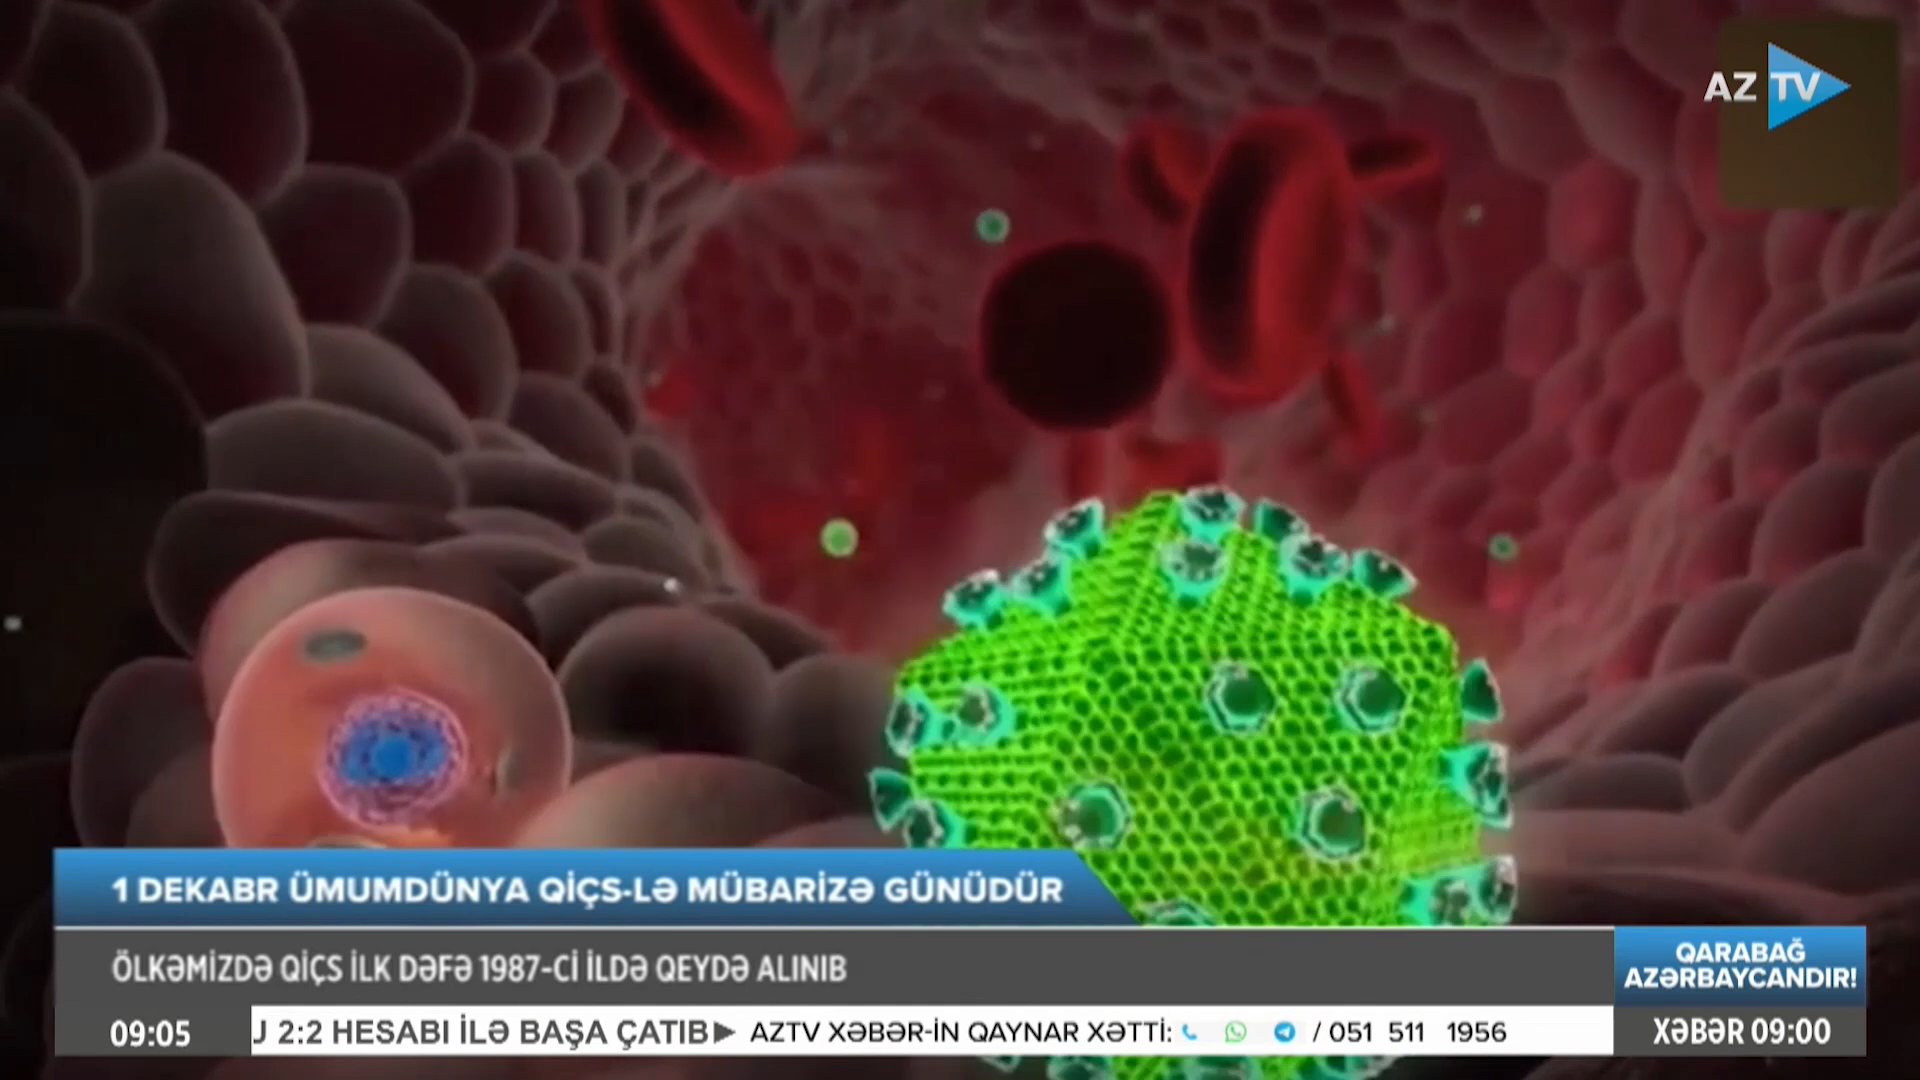 AZ TV
1 DEKABR ÜMUMDÜNYA QİÇS-LƏ MÜBARİZƏ GÜNÜDÜR
ÖLKƏMİZDƏ QİÇS İLK DƏFƏ 1987-Cİ İLDƏ QEYDƏ ALINIB
QARABAĞ
AZƏRBAYCANDIR!
09:05
2:2 HESABI İLƏ BAŞA ÇATIB▶ AZTV XƏBƏR-İN QAYNAR XƏTTİ: / 051 511 1956
XƏBƏR 09:00